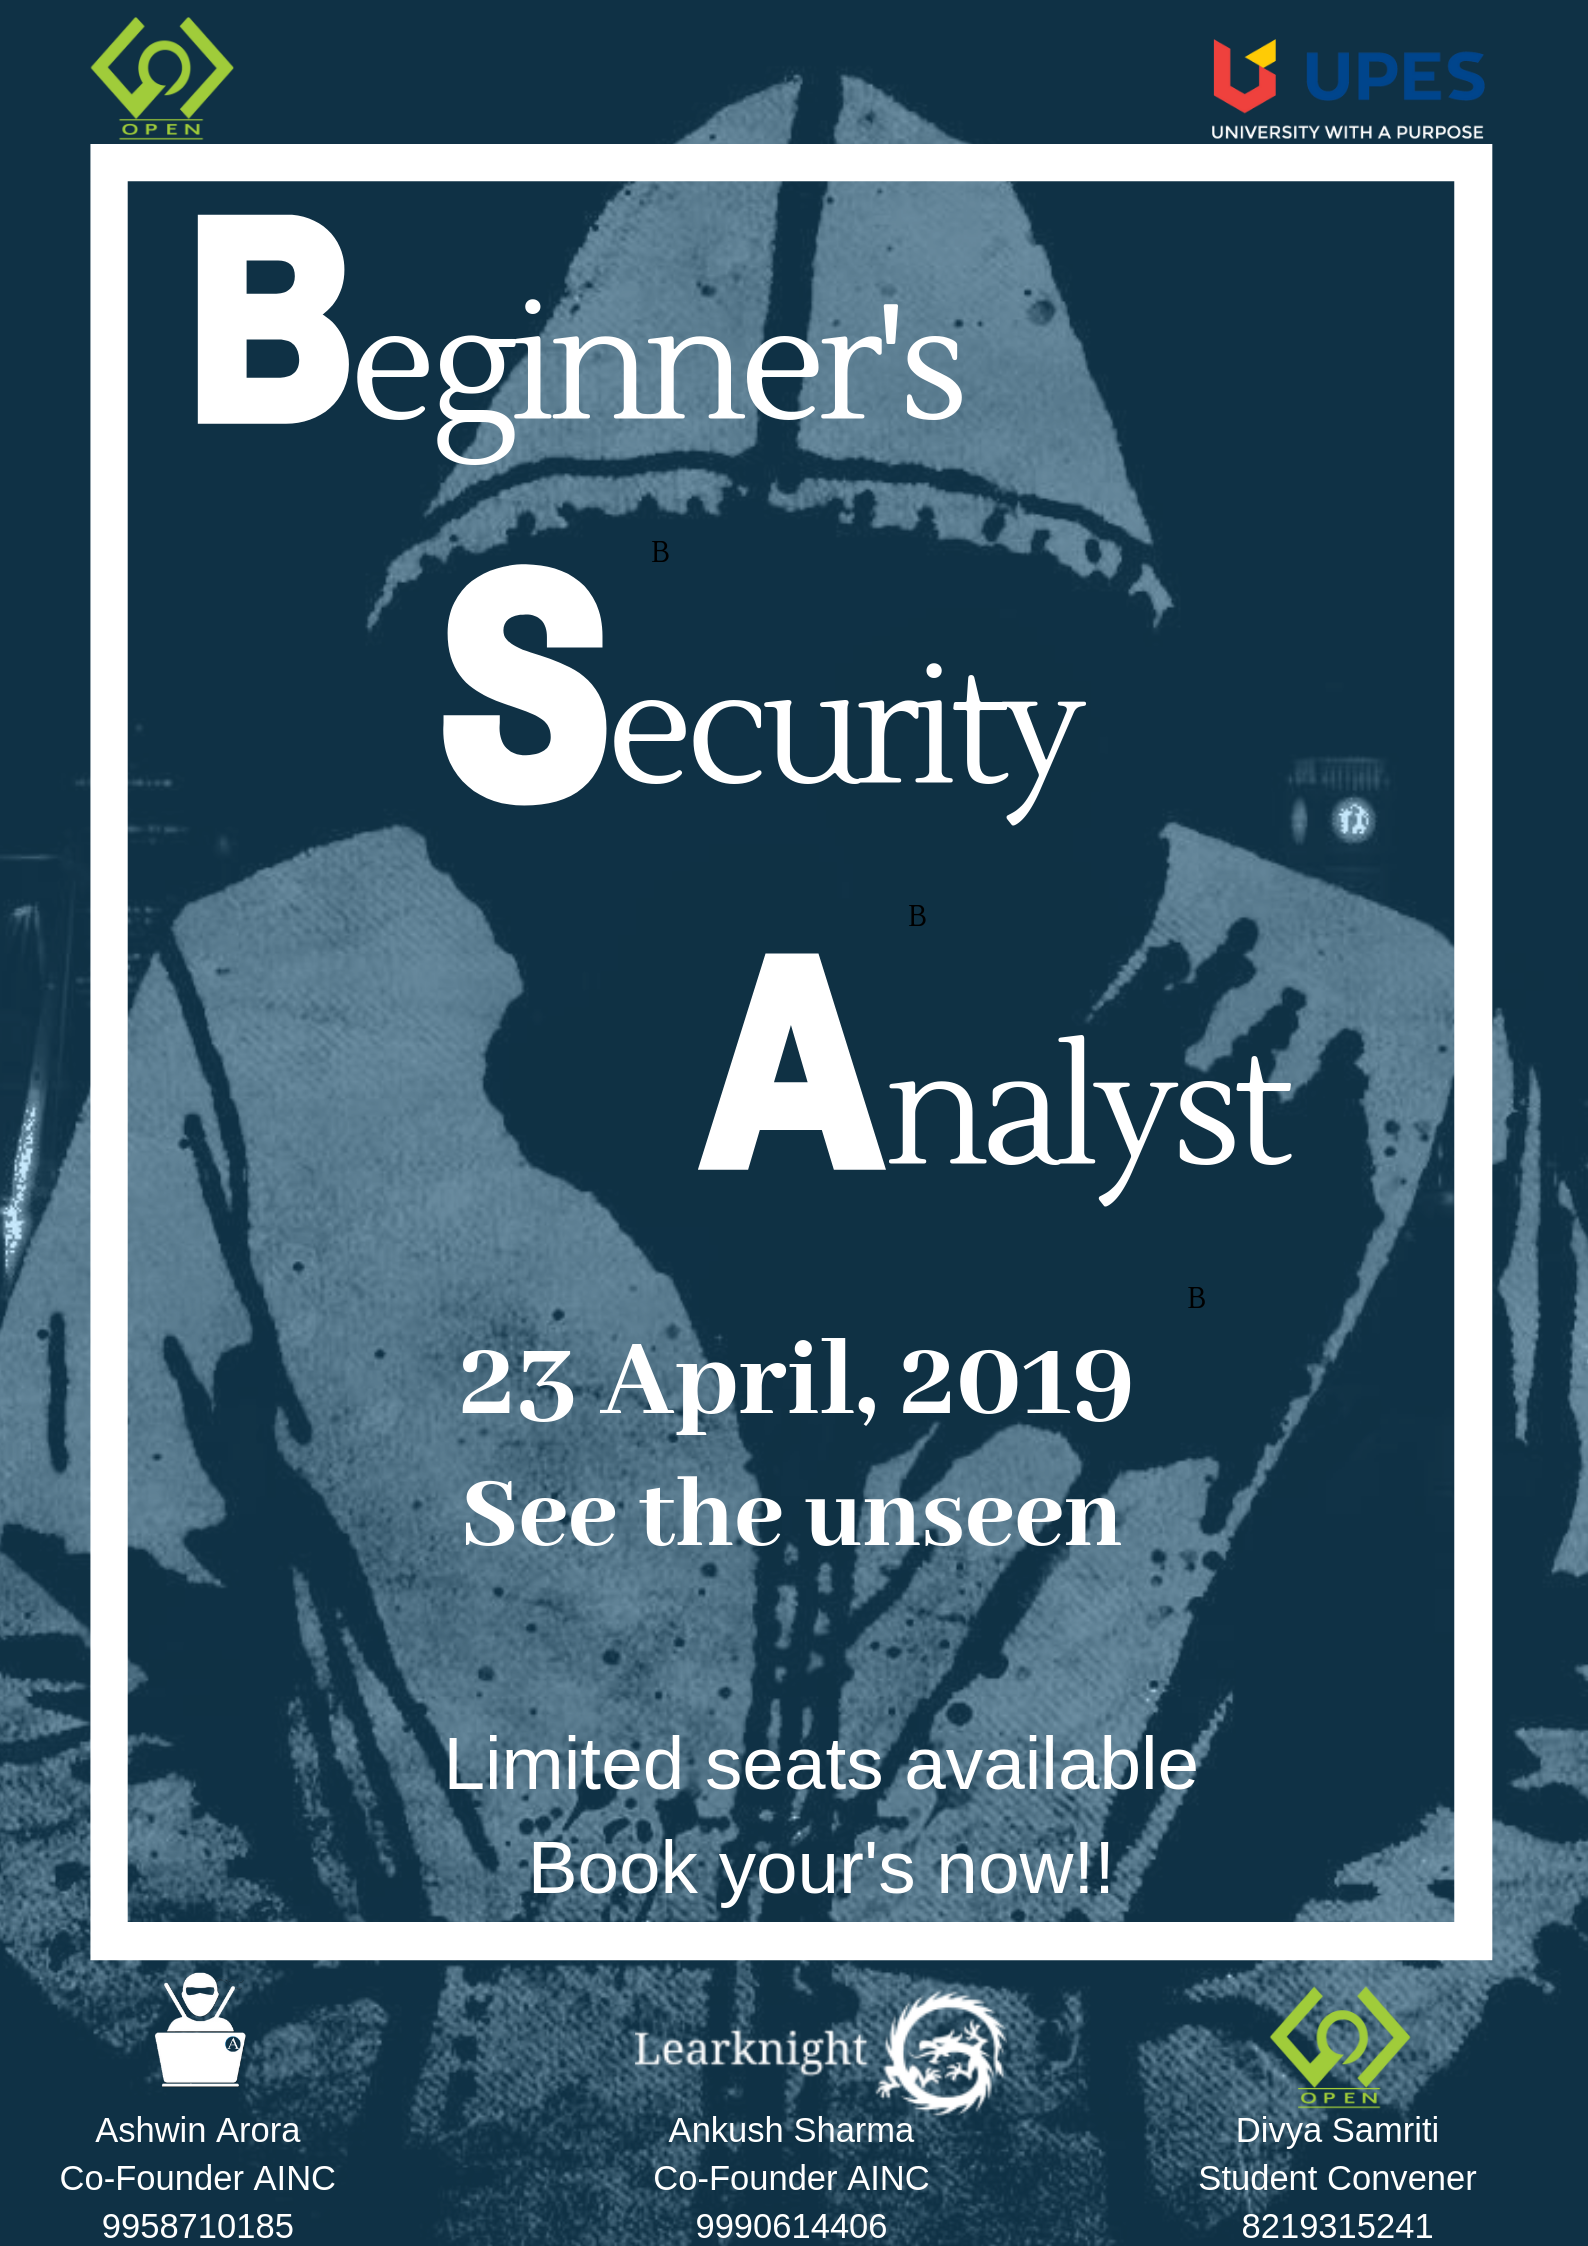 OPEN
UPES
UNIVERSITY WITH A PURPOSE
Beginner's
B
Security
B
Analyst
B
23 April, 2019
See the unseen
Limited seats available
Book your's now!!
A
Learknight
OPEN
Ashwin Arora
Co-Founder AINC
9958710185
Ankush Sharma
Co-Founder AINC
9990614406
Divya Samriti
Student Convener
8219315241